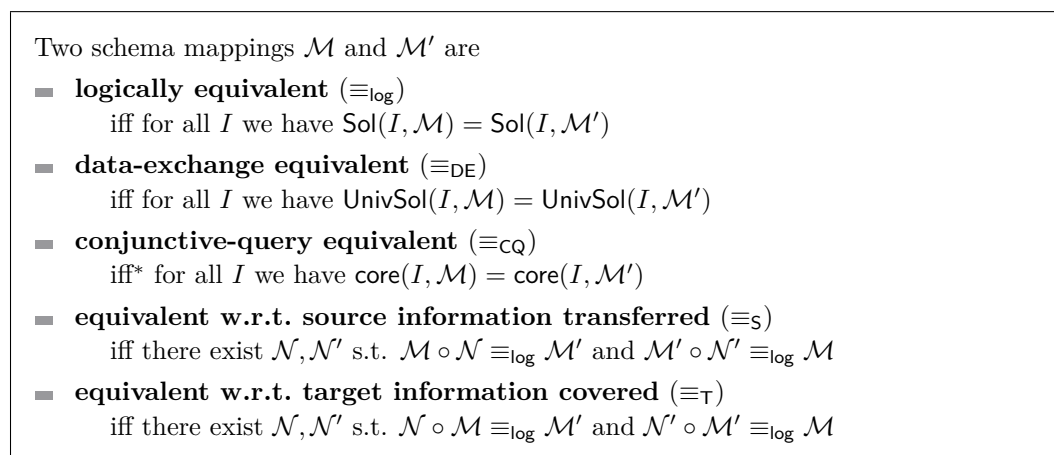 Two schema mappings ℳ and ℳ′ are
logically equivalent (≡log)
iff for all I we have Sol(I, ℳ) = Sol(I, ℳ′)
data-exchange equivalent (≡DE)
iff for all I we have UnivSol(I, ℳ) = UnivSol(I, ℳ′)
conjunctive-query equivalent (≡CQ)
iff* for all I we have core(I, ℳ) = core(I, ℳ′)
equivalent w.r.t. source information transferred (≡S)
iff there exist 𝒩, 𝒩′ s.t. ℳ ∘ 𝒩 ≡log ℳ′ and ℳ′ ∘ 𝒩′ ≡log ℳ
equivalent w.r.t. target information covered (≡T)
iff there exist 𝒩, 𝒩′ s.t. 𝒩 ∘ ℳ ≡log ℳ′ and 𝒩′ ∘ ℳ′ ≡log ℳ